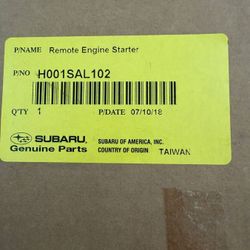 P/NAME Remote Engine Starter
P/NO H001SAL102
Q'TY 1 P/DATE 07/10/18
SUBARU SUBARU OF AMERICA, INC.
Genuine Parts COUNTRY OF ORIGIN TAIWAN